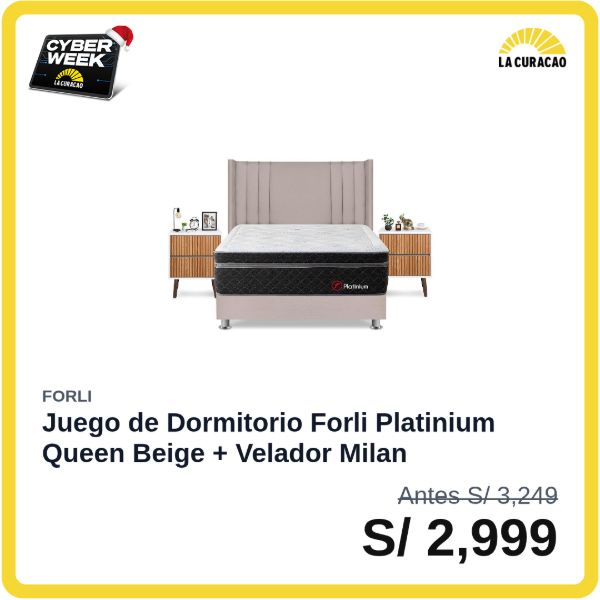 CYBER
WEEK
LA CURACAO
LA CURACAO
Platinium
FORLI
Juego de Dormitorio Forli Platinium
Queen Beige + Velador Milan
Antes S/ 3,249
S/ 2,999